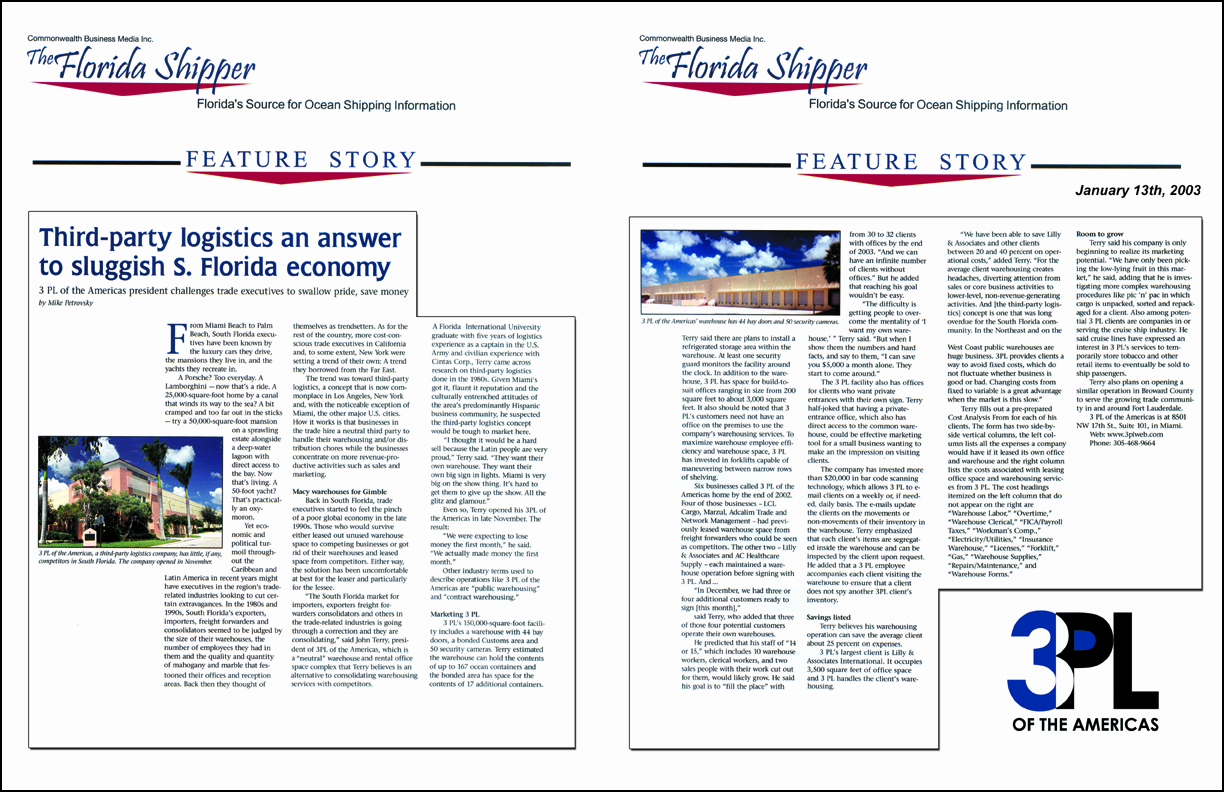 Commonwealth Business Media Inc.
The Florida Shipper
Florida's Source for Ocean Shipping Information
FEATURE STORY
Third-party logistics an answer
to sluggish S. Florida economy
3 PL of the Americas president challenges trade executives to swallow pride, save money
by Mike Petrovsky
From Miami Beach to Palm
Beach, South Florida execu-
tives have been known by
the luxury cars they drive,
the mansions they live in, and the
yachts they recreate in.
A Porsche? Too everyday. A
Lamborghini — now that's a ride. A
25,000-square-foot home by a canal
that winds its way to the sea? A bit
cramped and too far out in the sticks
— try a 50,000-square-foot mansion
on a sprawling
estate alongside
a deep-water
lagoon with
direct access to
the bay. Now
that's living. A
50-foot yacht?
That's practical-
ly an oxy-
moron.
Yet eco-
nomic and
political tur-
moil through-
out the
Caribbean and
3 PL of the Americas, a third-party logistics company, has little, if any,
competitors in South Florida. The company opened in November.
Latin America in recent years might
have executives in the region's trade-
related industries looking to cut cer-
tain extravagances. In the 1980s and
1990s, South Florida's exporters,
importers, freight forwarders and
consolidators seemed to be judged by
the size of their warehouses, the
number of employees they had in
them and the quality and quantity
of mahogany and marble that fes-
tooned their offices and reception
areas. Back then they thought of
themselves as trendsetters. As for the
rest of the country, more cost-con-
scious trade executives in California
and, to some extent, New York were
setting a trend of their own: A trend
they borrowed from the Far East.
The trend was toward third-party
logistics, a concept that is now com-
monplace in Los Angeles, New York
and, with the noticeable exception of
Miami, the other major U.S. cities.
How it works is that businesses in
the trade hire a neutral third party to
handle their warehousing and/or dis-
tribution chores while the businesses
concentrate on more revenue-pro-
ductive activities such as sales and
marketing.
Macy warehouses for Gimble
Back in South Florida, trade
executives started to feel the pinch
of a poor global economy in the late
1990s. Those who would survive
either leased out unused warehouse
space to competing businesses or got
rid of their warehouses and leased
space from competitors. Either way,
the solution has been uncomfortable
at best for the leaser and particularly
for the lessee.
"The South Florida market for
importers, exporters freight for-
warders consolidators and others in
the trade-related industries is going
through a correction and they are
consolidating," said John Terry, presi-
dent of 3PL of the Americas, which is
a "neutral" warehouse and rental office
space complex that Terry believes is an
alternative to consolidating warehousing
services with competitors.
A Florida International University
graduate with five years of logistics
experience as a captain in the U.S.
Army and civilian experience with
Cintas Corp., Terry came across
research on third-party logistics
done in the 1980s. Given Miami's
got it, flaunt it reputation and the
culturally entrenched attitudes of
the area's predominantly Hispanic
business community, he suspected
the third-party logistics concept
would be tough to market here.
"I thought it would be a hard
sell because the Latin people are very
proud," Terry said. "They want their
own warehouse. They want their
own big sign in lights. Miami is very
big on the show thing. It's hard to
get them to give up the show. All the
glitz and glamour."
Even so, Terry opened his 3PL of
the Americas in late November. The
result:
"We were expecting to lose
money the first month," he said.
"We actually made money the first
month."
Other industry terms used to
describe operations like 3 PL of the
Americas are "public warehousing"
and "contract warehousing."
Marketing 3 PL
3 PL's 150,000-square-foot facili-
ty includes a warehouse with 44 bay
doors, a bonded Customs area and
50 security cameras. Terry estimated
the warehouse can hold the contents
of up to 167 ocean containers and
the bonded area has space for the
contents of 17 additional containers.
Commonwealth Business Media Inc.
The Florida Shipper
Florida's Source for Ocean Shipping Information
FEATURE STORY
January 13th, 2003
3 PL of the Americas' warehouse has 44 bay doors and 50 security cameras.
Terry said there are plans to install a
refrigerated storage area within the
warehouse. At least one security
guard monitors the facility around
the clock. In addition to the ware-
house, 3 PL has space for build-to-
suit offices ranging in size from 200
square feet to about 3,000 square
feet. It also should be noted that 3
PL's customers need not have an
office on the premises to use the
company's warehousing services. To
maximize warehouse employee effi-
ciency and warehouse space, 3 PL
has invested in forklifts capable of
maneuvering between narrow rows
of shelving.
Six businesses called 3 PL of the
Americas home by the end of 2002.
Four of those businesses – LCL
Cargo, Marzal, Adcalim Trade and
Network Management – had previ-
ously leased warehouse space from
freight forwarders who could be seen
as competitors. The other two – Lilly
& Associates and AC Healthcare
Supply – each maintained a ware-
house operation before signing with
3 PL. And ...
"In December, we had three or
four additional customers ready to
sign [this month],"
said Terry, who added that three
of those four potential customers
operate their own warehouses.
He predicted that his staff of "14
or 15," which includes 10 warehouse
workers, clerical workers, and two
sales people with their work cut out
for them, would likely grow. He said
his goal is to "fill the place" with
from 30 to 32 clients
with offices by the end
of 2003. "And we can
have an infinite number
of clients without
offices." But he added
that reaching his goal
wouldn't be easy.
"The difficulty is
getting people to over-
come the mentality of 'I
want my own ware-
house,' " Terry said. "But when I
show them the numbers and hard
facts, and say to them, "I can save
you $5,000 a month alone. They
start to come around."
The 3 PL facility also has offices
for clients who want private
entrances with their own sign. Terry
half-joked that having a private-
entrance office, which also has
direct access to the common ware-
house, could be effective marketing
tool for a small business wanting to
make an impression on visiting
clients.
The company has invested more
than $20,000 in bar code scanning
technology, which allows 3 PL to e-
mail clients on a weekly or, if need-
ed, daily basis. The e-mails update
the clients on the movements or
non-movements of their inventory in
the warehouse. Terry emphasized
that each client's items are segregat-
ed inside the warehouse and can be
inspected by the client upon request.
He added that a 3 PL employee
accompanies each client visiting the
warehouse to ensure that a client
does not spy another 3PL client's
inventory.
Savings listed
Terry believes his warehousing
operation can save the average client
about 25 percent on expenses.
3 PL's largest client is Lilly &
Associates International. It occupies
3,500 square feet of office space
and 3 PL handles the client's ware-
housing.
"We have been able to save Lilly
& Associates and other clients
between 20 and 40 percent on oper-
ational costs," added Terry. "For the
average client warehousing creates
headaches, diverting attention from
sales or core business activities to
lower-level, non-revenue-generating
activities. And [the third-party logis-
tics] concept is one that was long
overdue for the South Florida com-
munity. In the Northeast and on the
West Coast public warehouses are
huge business. 3PL provides clients a
way to avoid fixed costs, which do
not fluctuate whether business is
good or bad. Changing costs from
fixed to variable is a great advantage
when the market is this slow."
Terry fills out a pre-prepared
Cost Analysis From for each of his
clients. The form has two side-by-
side vertical columns, the left col-
umn lists all the expenses a company
would have if it leased its own office
and warehouse and the right column
lists the costs associated with leasing
office space and warehousing servic-
es from 3 PL. The cost headings
itemized on the left column that do
not appear on the right are
"Warehouse Labor," "Overtime,"
"Warehouse Clerical," "FICA/Payroll
Taxes," "Workman's Comp.,"
"Electricity/Utilities," "Insurance
Warehouse," "Licenses," "Forklift,"
"Gas," "Warehouse Supplies,"
"Repairs/Maintenance," and
"Warehouse Forms."
Room to grow
Terry said his company is only
beginning to realize its marketing
potential. "We have only been pick-
ing the low-lying fruit in this mar-
ket," he said, adding that he is inves-
tigating more complex warehousing
procedures like pic 'n' pac in which
cargo is unpacked, sorted and repack-
aged for a client. Also among poten-
tial 3 PL clients are companies in or
serving the cruise ship industry. He
said cruise lines have expressed an
interest in 3 PL's services to tem-
porarily store tobacco and other
retail items to eventually be sold to
ship passengers.
Terry also plans on opening a
similar operation in Broward County
to serve the growing trade communi-
ty in and around Fort Lauderdale.
3 PL of the Americas is at 8501
NW 17th St., Suite 101, in Miami.
Web: www.3plweb.com
Phone: 305-468-9664
3PL
OF THE AMERICAS